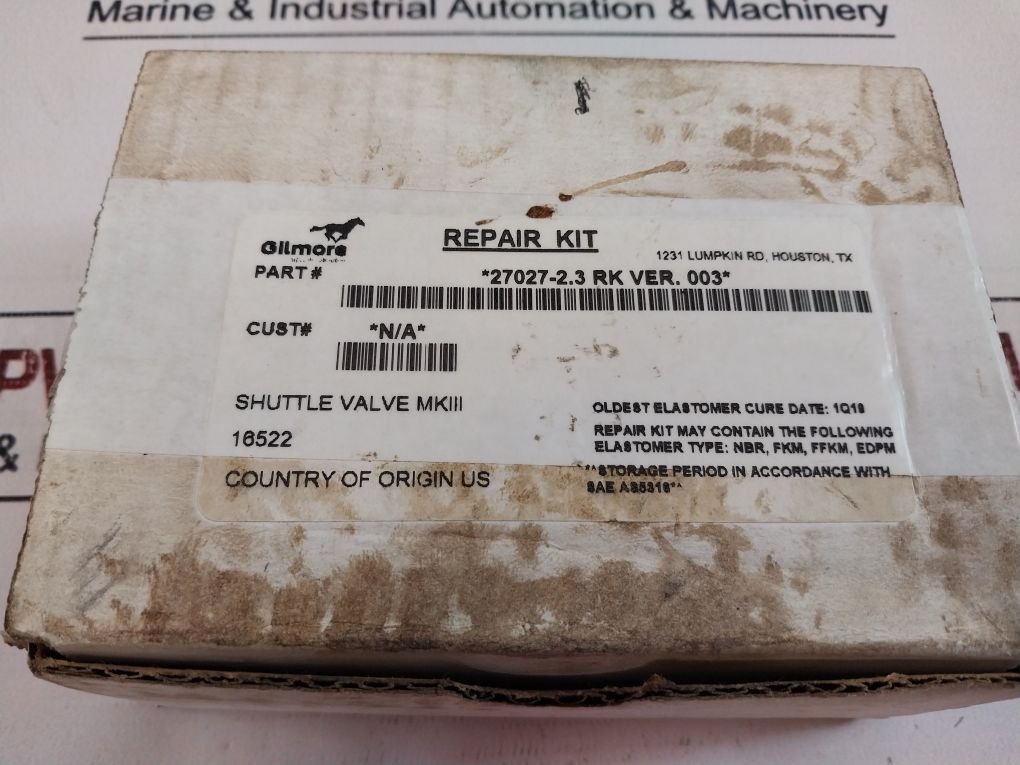 Marine & Industrial Automation & Machinery
Gilmore
REPAIR KIT
1231 LUMPKIN RD, HOUSTON, TX
PART # *27027-2.3 RK VER. 003*
CUST# *N/A*
SHUTTLE VALVE MKIII
16522
COUNTRY OF ORIGIN US
OLDEST ELASTOMER CURE DATE:
REPAIR KIT MAY CONTAIN THE FOLLOWING
ELASTOMER TYPE: NBR, FKM, FFKM, EDPM
**STORAGE PERIOD IN ACCORDANCE WITH
SAE AS5316**
&